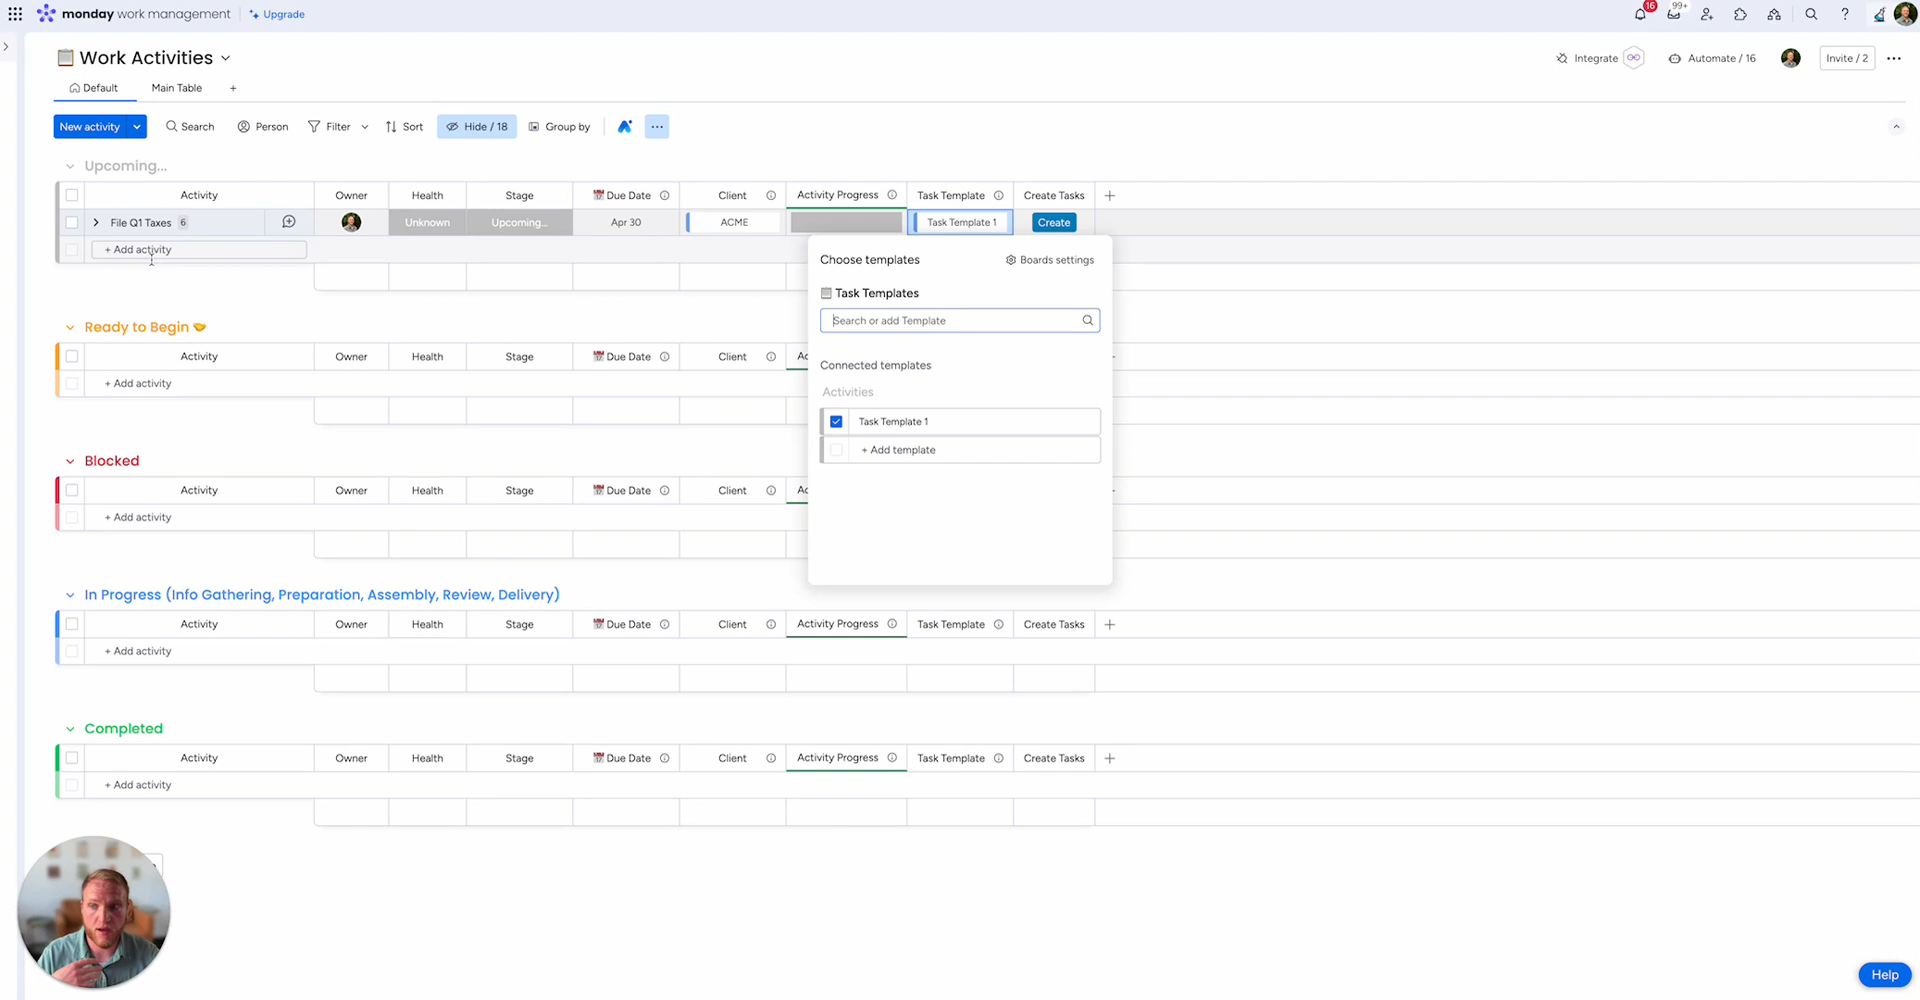 monday work management
Upgrade
16
99+
Work Activities
Integrate
Automate / 16
Invite / 2
Default
Main Table
+
New activity
Search
Person
Filter
Sort
Hide / 18
Group by
Upcoming...
Activity Owner Health Stage Due Date Client Activity Progress Task Template Create Tasks +
File Q1 Taxes 6 Unknown Upcoming... Apr 30 ACME Task Template 1 Create
+ Add activity
Choose templates
Boards settings
Task Templates
Search or add Template
Connected templates
Activities
Task Template 1
+ Add template
Ready to Begin
Activity Owner Health Stage Due Date Client
+ Add activity
Blocked
Activity Owner Health Stage Due Date Client
+ Add activity
In Progress (Info Gathering, Preparation, Assembly, Review, Delivery)
Activity Owner Health Stage Due Date Client Activity Progress Task Template Create Tasks +
+ Add activity
Completed
Activity Owner Health Stage Due Date Client Activity Progress Task Template Create Tasks +
+ Add activity
Help